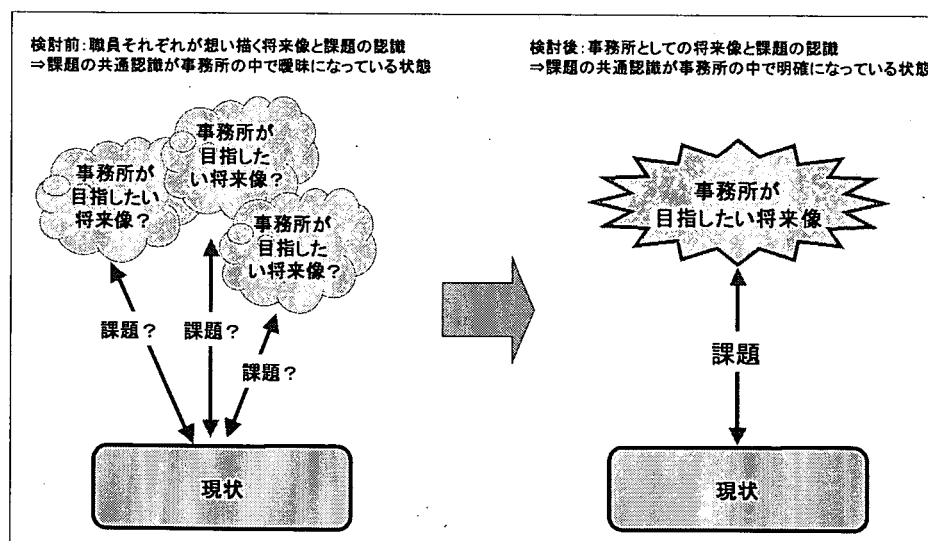 検討前：職員それぞれが想い描く将来像と課題の認識
⇒課題の共通認識が事務所の中で曖昧になっている状態
事務所が
目指した
い将来像？
事務所が
目指したい
将来像？
事務所が
目指した
い将来像？
課題？
課題？
課題？
現状
検討後：事務所としての将来像と課題の認識
⇒課題の共通認識が事務所の中で明確になっている状態
事務所が
目指したい将来像
課題
現状